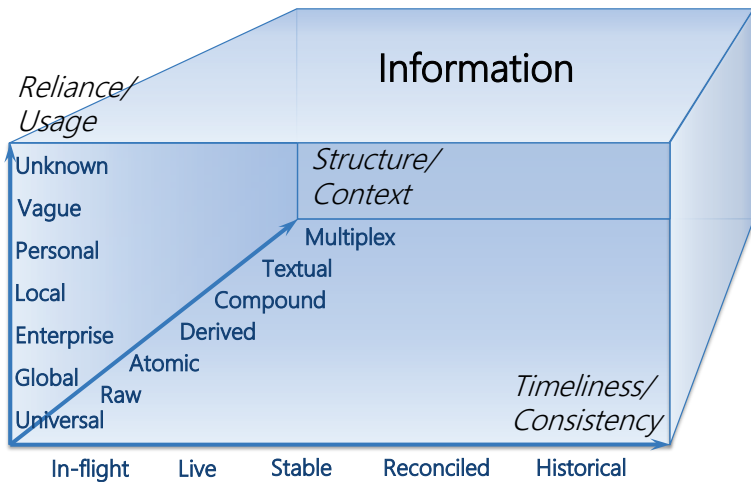 Information
Reliance/
Usage
Unknown
Vague
Personal
Local
Enterprise
Global
Universal
Structure/
Context
Multiplex
Textual
Compound
Derived
Atomic
Raw
Timeliness/
Consistency
In-flight
Live
Stable
Reconciled
Historical